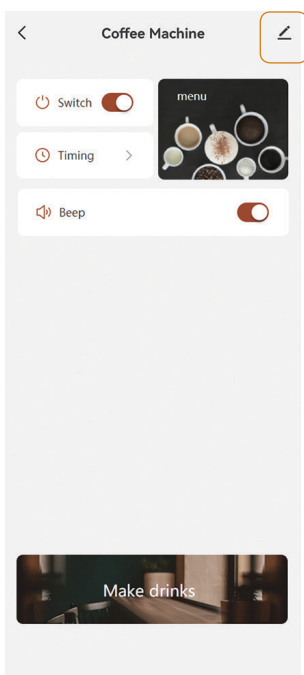 Coffee Machine
Switch
menu
Timing
Beep
Make drinks